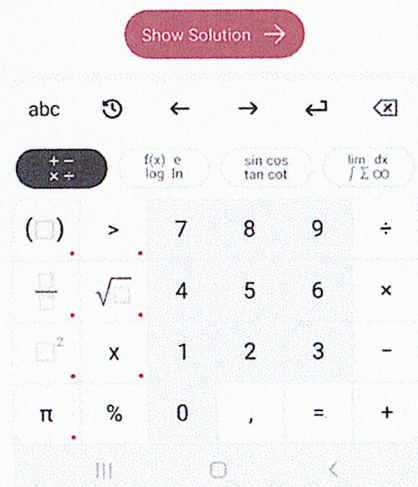 Show Solution →
abc ← →
+ −
× ÷
f(x) e
log ln
sin cos
tan cot
lim dx
∫ Σ ∞
(□) > 7 8 9 ÷
√□ 4 5 6 ×
□² x 1 2 3 −
π % 0 , = +